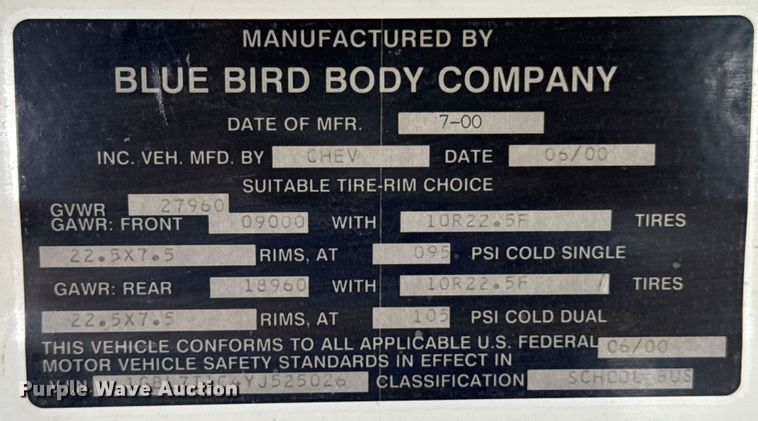 MANUFACTURED BY
BLUE BIRD BODY COMPANY
DATE OF MFR. 7-00
INC. VEH. MFD. BY CHEV DATE 06/00
SUITABLE TIRE-RIM CHOICE
GVWR 27960
GAWR: FRONT 09000 WITH 10R22.5F TIRES
22.5X7.5 RIMS, AT 095 PSI COLD SINGLE
GAWR: REAR 18960 WITH 10R22.5F TIRES
22.5X7.5 RIMS, AT 105 PSI COLD DUAL
THIS VEHICLE CONFORMS TO ALL APPLICABLE U.S. FEDERAL 06/00
MOTOR VEHICLE SAFETY STANDARDS IN EFFECT IN
CLASSIFICATION SCHOOL BUS
Purple Wave Auction